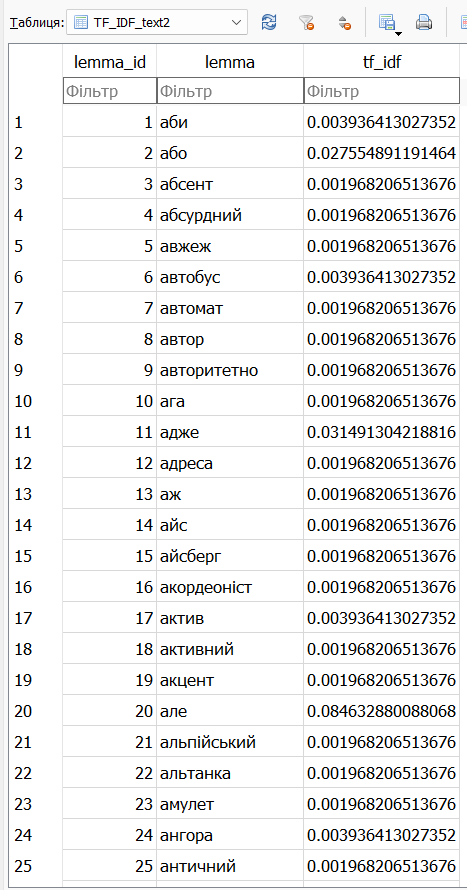 Таблиця: TF_IDF_text2
lemma_id lemma tf_idf
Фільтр Фільтр Фільтр
1 1 аби 0.003936413027352
2 2 або 0.027554891191464
3 3 абсент 0.001968206513676
4 4 абсурдний 0.001968206513676
5 5 авжеж 0.001968206513676
6 6 автобус 0.003936413027352
7 7 автомат 0.001968206513676
8 8 автор 0.001968206513676
9 9 авторитетно 0.001968206513676
10 10 ага 0.001968206513676
11 11 адже 0.031491304218816
12 12 адреса 0.001968206513676
13 13 аж 0.001968206513676
14 14 айс 0.001968206513676
15 15 айсберг 0.001968206513676
16 16 акордеоніст 0.001968206513676
17 17 актив 0.003936413027352
18 18 активний 0.001968206513676
19 19 акцент 0.001968206513676
20 20 але 0.084632880088068
21 21 альпійський 0.001968206513676
22 22 альтанка 0.001968206513676
23 23 амулет 0.001968206513676
24 24 ангора 0.003936413027352
25 25 античний 0.001968206513676